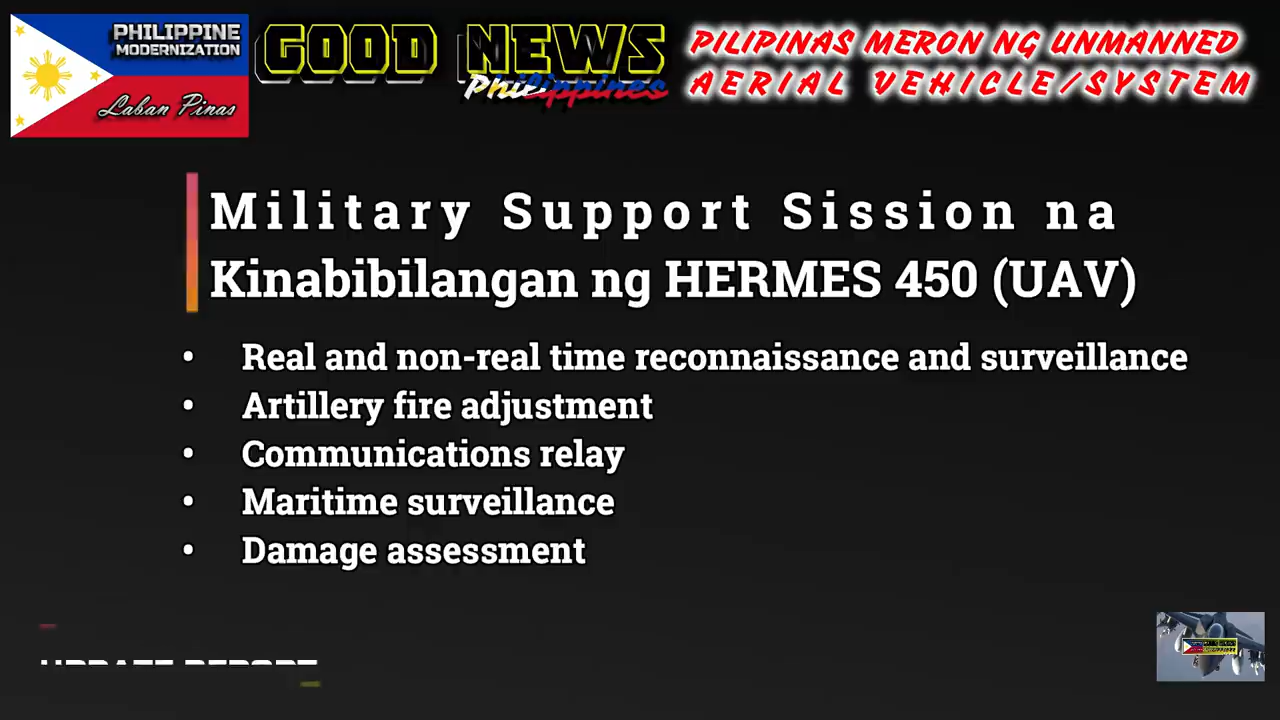 PHILIPPINE
MODERNIZATION
Laban Pinas
GOOD NEWS
Philippines
PILIPINAS MERON NG UNMANNED
AERIAL VEHICLE/SYSTEM
Military Support Sission na
Kinabibilangan ng HERMES 450 (UAV)
• Real and non-real time reconnaissance and surveillance
• Artillery fire adjustment
• Communications relay
• Maritime surveillance
• Damage assessment
UPDATE REPORT